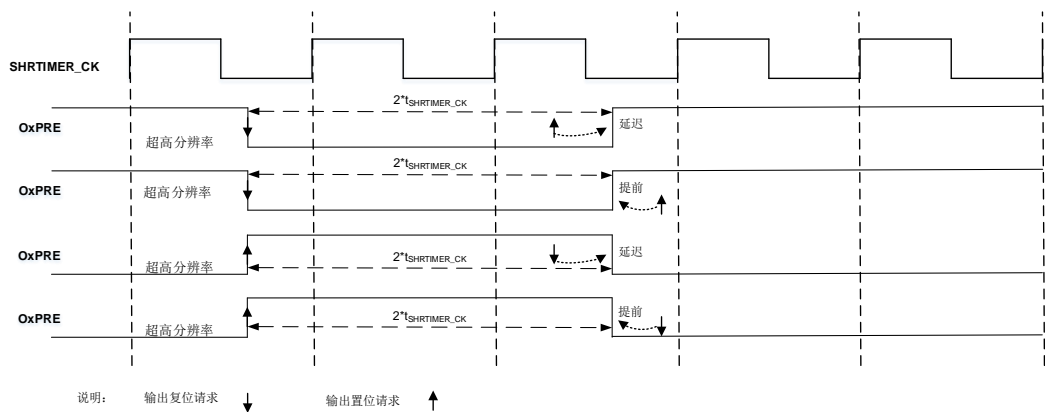 SHRTIMER_CK
2*tSHRTIMER_CK
OxPRE
超高分辨率
延迟
2*tSHRTIMER_CK
OxPRE
超高分辨率
提前
OxPRE
超高分辨率
2*tSHRTIMER_CK
延迟
OxPRE
超高分辨率
2*tSHRTIMER_CK
提前
说明: 输出复位请求 输出置位请求